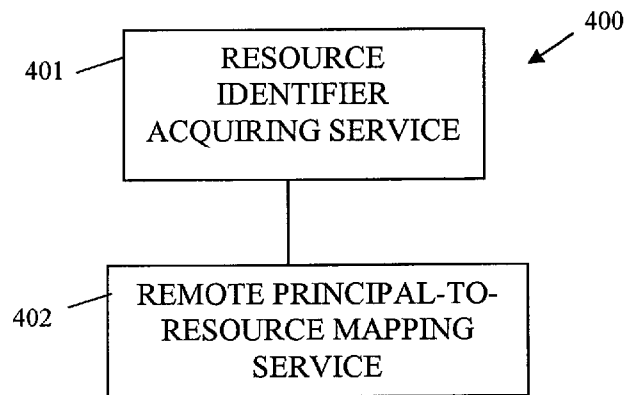 400
401
RESOURCE
IDENTIFIER
ACQUIRING SERVICE
402
REMOTE PRINCIPAL-TO-
RESOURCE MAPPING
SERVICE